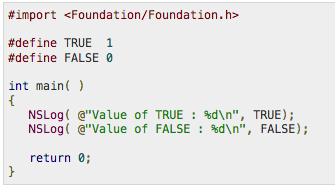 #import <Foundation/Foundation.h>
#define TRUE  1
#define FALSE 0
int main( )
{
   NSLog( @"Value of TRUE : %d\n", TRUE);
   NSLog( @"Value of FALSE : %d\n", FALSE);
   return 0;
}